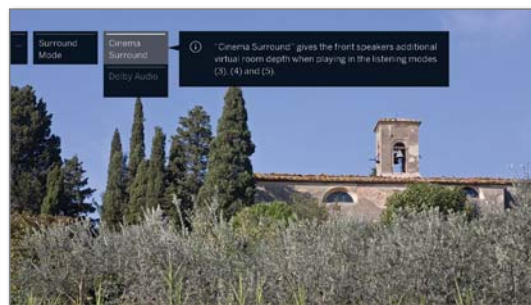 ...
Surround
Mode
Cinema
Surround
Dolby Audio
"Cinema Surround" gives the front speakers additional
virtual room depth when playing in the listening modes
(3), (4) and (5).